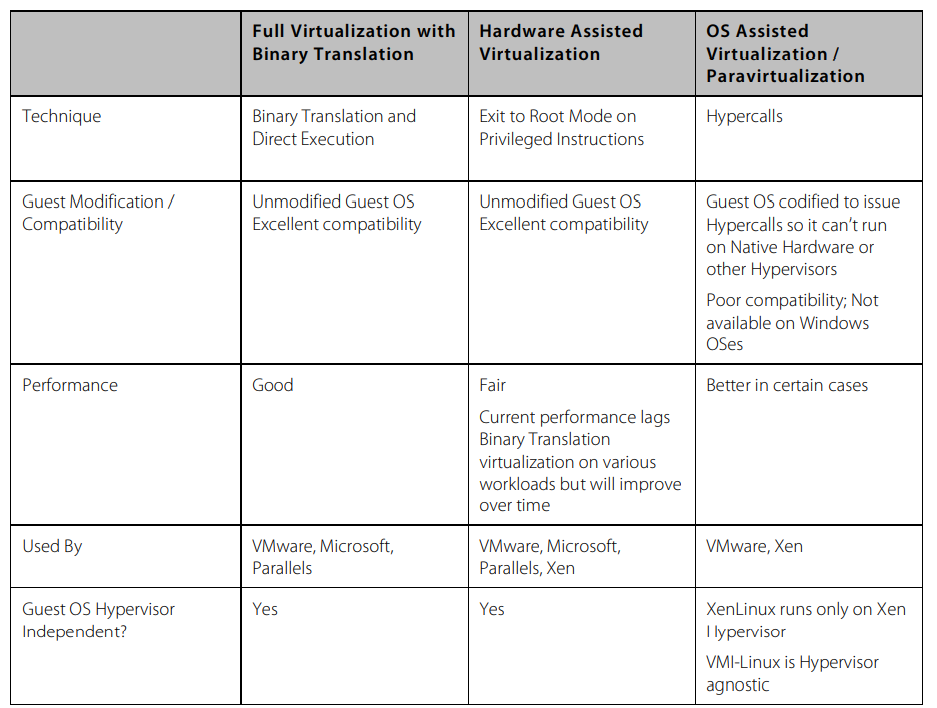 Full Virtualization with
Binary Translation
Hardware Assisted
Virtualization
OS Assisted
Virtualization /
Paravirtualization
Technique
Binary Translation and
Direct Execution
Exit to Root Mode on
Privileged Instructions
Hypercalls
Guest Modification /
Compatibility
Unmodified Guest OS
Excellent compatibility
Unmodified Guest OS
Excellent compatibility
Guest OS codified to issue
Hypercalls so it can’t run
on Native Hardware or
other Hypervisors
Poor compatibility; Not
available on Windows
OSes
Performance
Good
Fair
Current performance lags
Binary Translation
virtualization on various
workloads but will improve
over time
Better in certain cases
Used By
VMware, Microsoft,
Parallels
VMware, Microsoft,
Parallels, Xen
VMware, Xen
Guest OS Hypervisor
Independent?
Yes
Yes
XenLinux runs only on Xen
Hypervisor
VMI-Linux is Hypervisor
agnostic